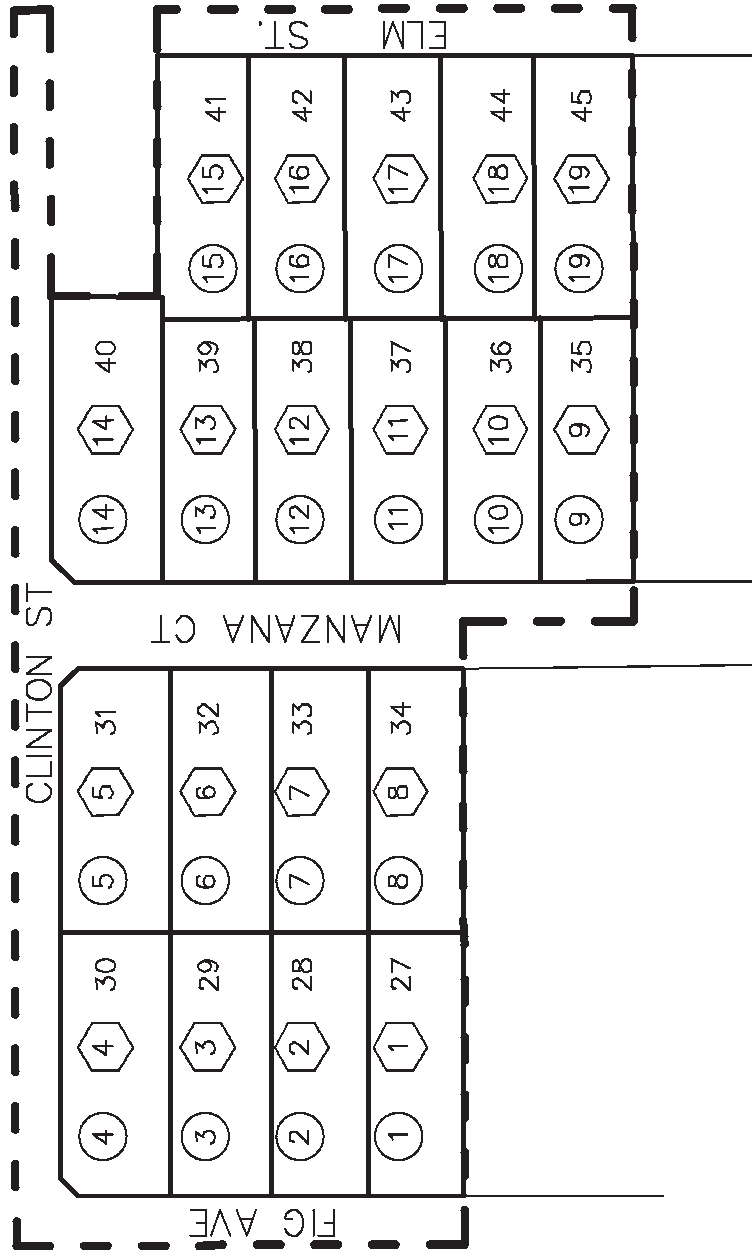 ELM ST.
15 15 41
16 16 42
17 17 43
18 18 44
19 19 45
14 14 40
13 13 39
12 12 38
11 11 37
10 10 36
9 9 35
CLINTON ST
MANZANA CT
5 5 31
6 6 32
7 7 33
8 8 34
4 4 30
3 3 29
2 2 28
1 1 27
FIG AVE